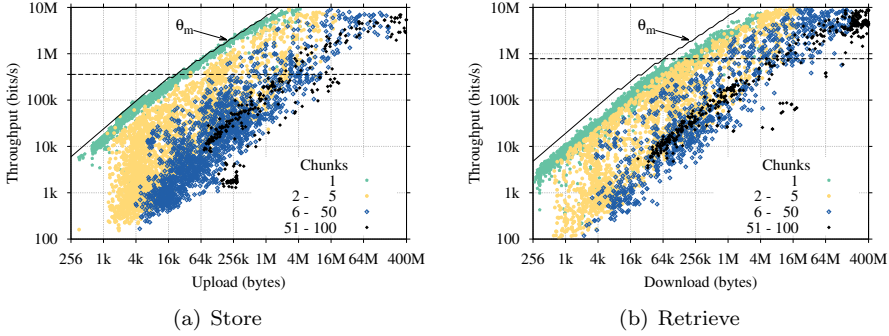 Throughput (bits/s)
10M
1M
100k
10k
1k
100
θm
Chunks
1
2 - 5
6 - 50
51 - 100
256 1k 4k 16k 64k 256k 1M 4M 16M 64M 400M
Upload (bytes)
(a) Store
Throughput (bits/s)
10M
1M
100k
10k
1k
100
θm
Chunks
1
2 - 5
6 - 50
51 - 100
256 1k 4k 16k 64k 256k 1M 4M 16M 64M 400M
Download (bytes)
(b) Retrieve